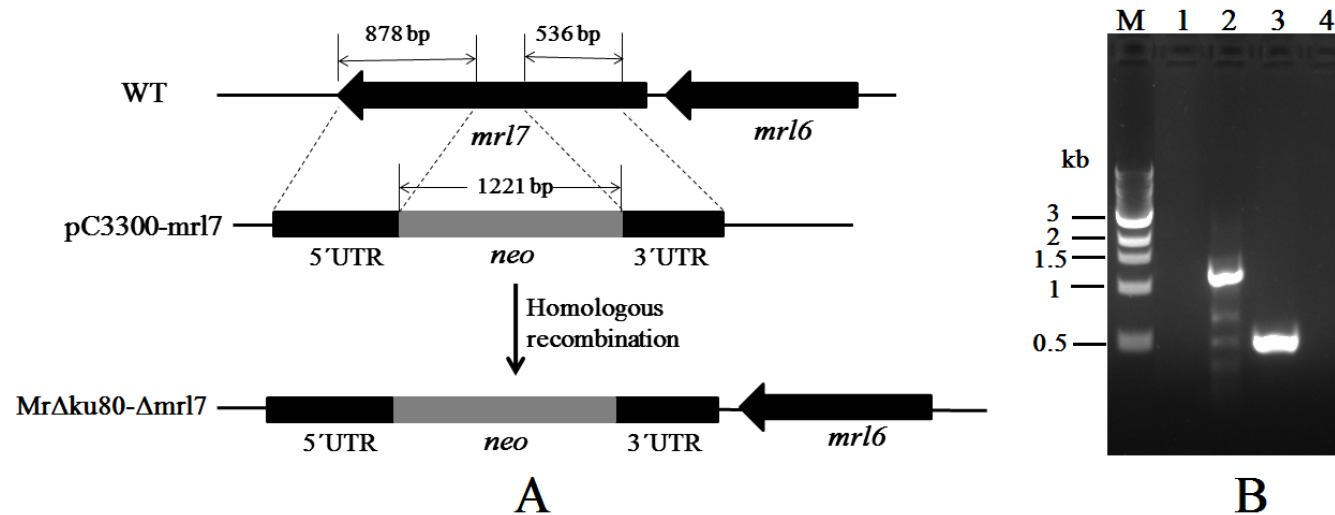 878 bp
536 bp
WT
mrl7
mrl6
1221 bp
pC3300-mrl7
5´UTR
neo
3´UTR
Homologous
recombination
MrΔku80-Δmrl7
5´UTR
neo
3´UTR
mrl6
A
M 1 2 3 4
kb
3
2
1.5
1
0.5
B